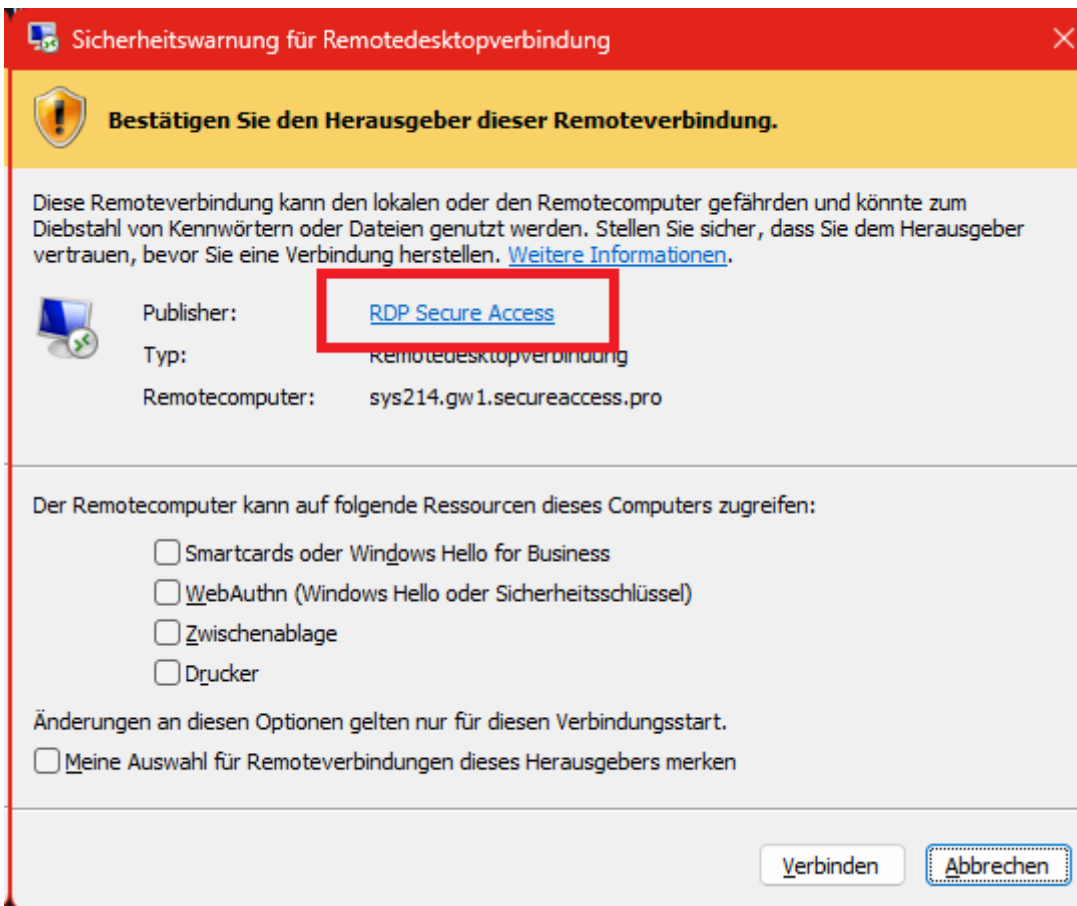 Sicherheitswarnung für Remotedesktopverbindung
Bestätigen Sie den Herausgeber dieser Remoteverbindung.
Diese Remoteverbindung kann den lokalen oder den Remotecomputer gefährden und könnte zum
Diebstahl von Kennwörtern oder Dateien genutzt werden. Stellen Sie sicher, dass Sie dem Herausgeber
vertrauen, bevor Sie eine Verbindung herstellen. Weitere Informationen.
Publisher: RDP Secure Access
Typ: Remotedesktopverbindung
Remotecomputer: sys214.gw1.secureaccess.pro
Der Remotecomputer kann auf folgende Ressourcen dieses Computers zugreifen:
Smartcards oder Windows Hello for Business
WebAuthn (Windows Hello oder Sicherheitsschlüssel)
Zwischenablage
Drucker
Änderungen an diesen Optionen gelten nur für diesen Verbindungsstart.
Meine Auswahl für Remoteverbindungen dieses Herausgebers merken
Verbinden Abbrechen